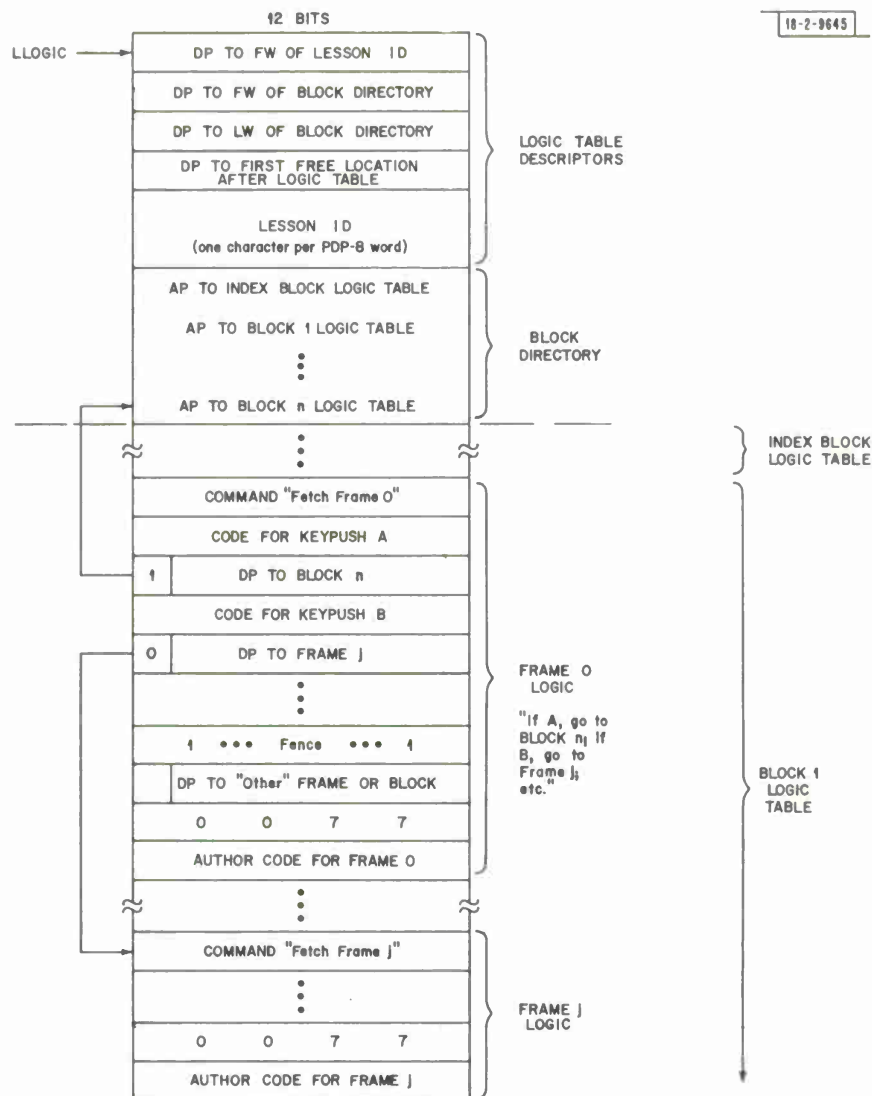 12 BITS
18-2-9645
LLOGIC
DP TO FW OF LESSON ID
DP TO FW OF BLOCK DIRECTORY
DP TO LW OF BLOCK DIRECTORY
DP TO FIRST FREE LOCATION
AFTER LOGIC TABLE
LESSON ID
(one character per PDP-8 word)
LOGIC TABLE
DESCRIPTORS
AP TO INDEX BLOCK LOGIC TABLE
AP TO BLOCK 1 LOGIC TABLE
AP TO BLOCK n LOGIC TABLE
BLOCK
DIRECTORY
INDEX BLOCK
LOGIC TABLE
COMMAND "Fetch Frame 0"
CODE FOR KEYPUSH A
1 DP TO BLOCK n
CODE FOR KEYPUSH B
0 DP TO FRAME j
1 ••• Fence ••• 1
DP TO "Other" FRAME OR BLOCK
0 0 7 7
AUTHOR CODE FOR FRAME 0
FRAME 0
LOGIC
"If A, go to
BLOCK n; If
B, go to
Frame j;
etc."
BLOCK 1
LOGIC
TABLE
COMMAND "Fetch Frame j"
0 0 7 7
AUTHOR CODE FOR FRAME j
FRAME j
LOGIC